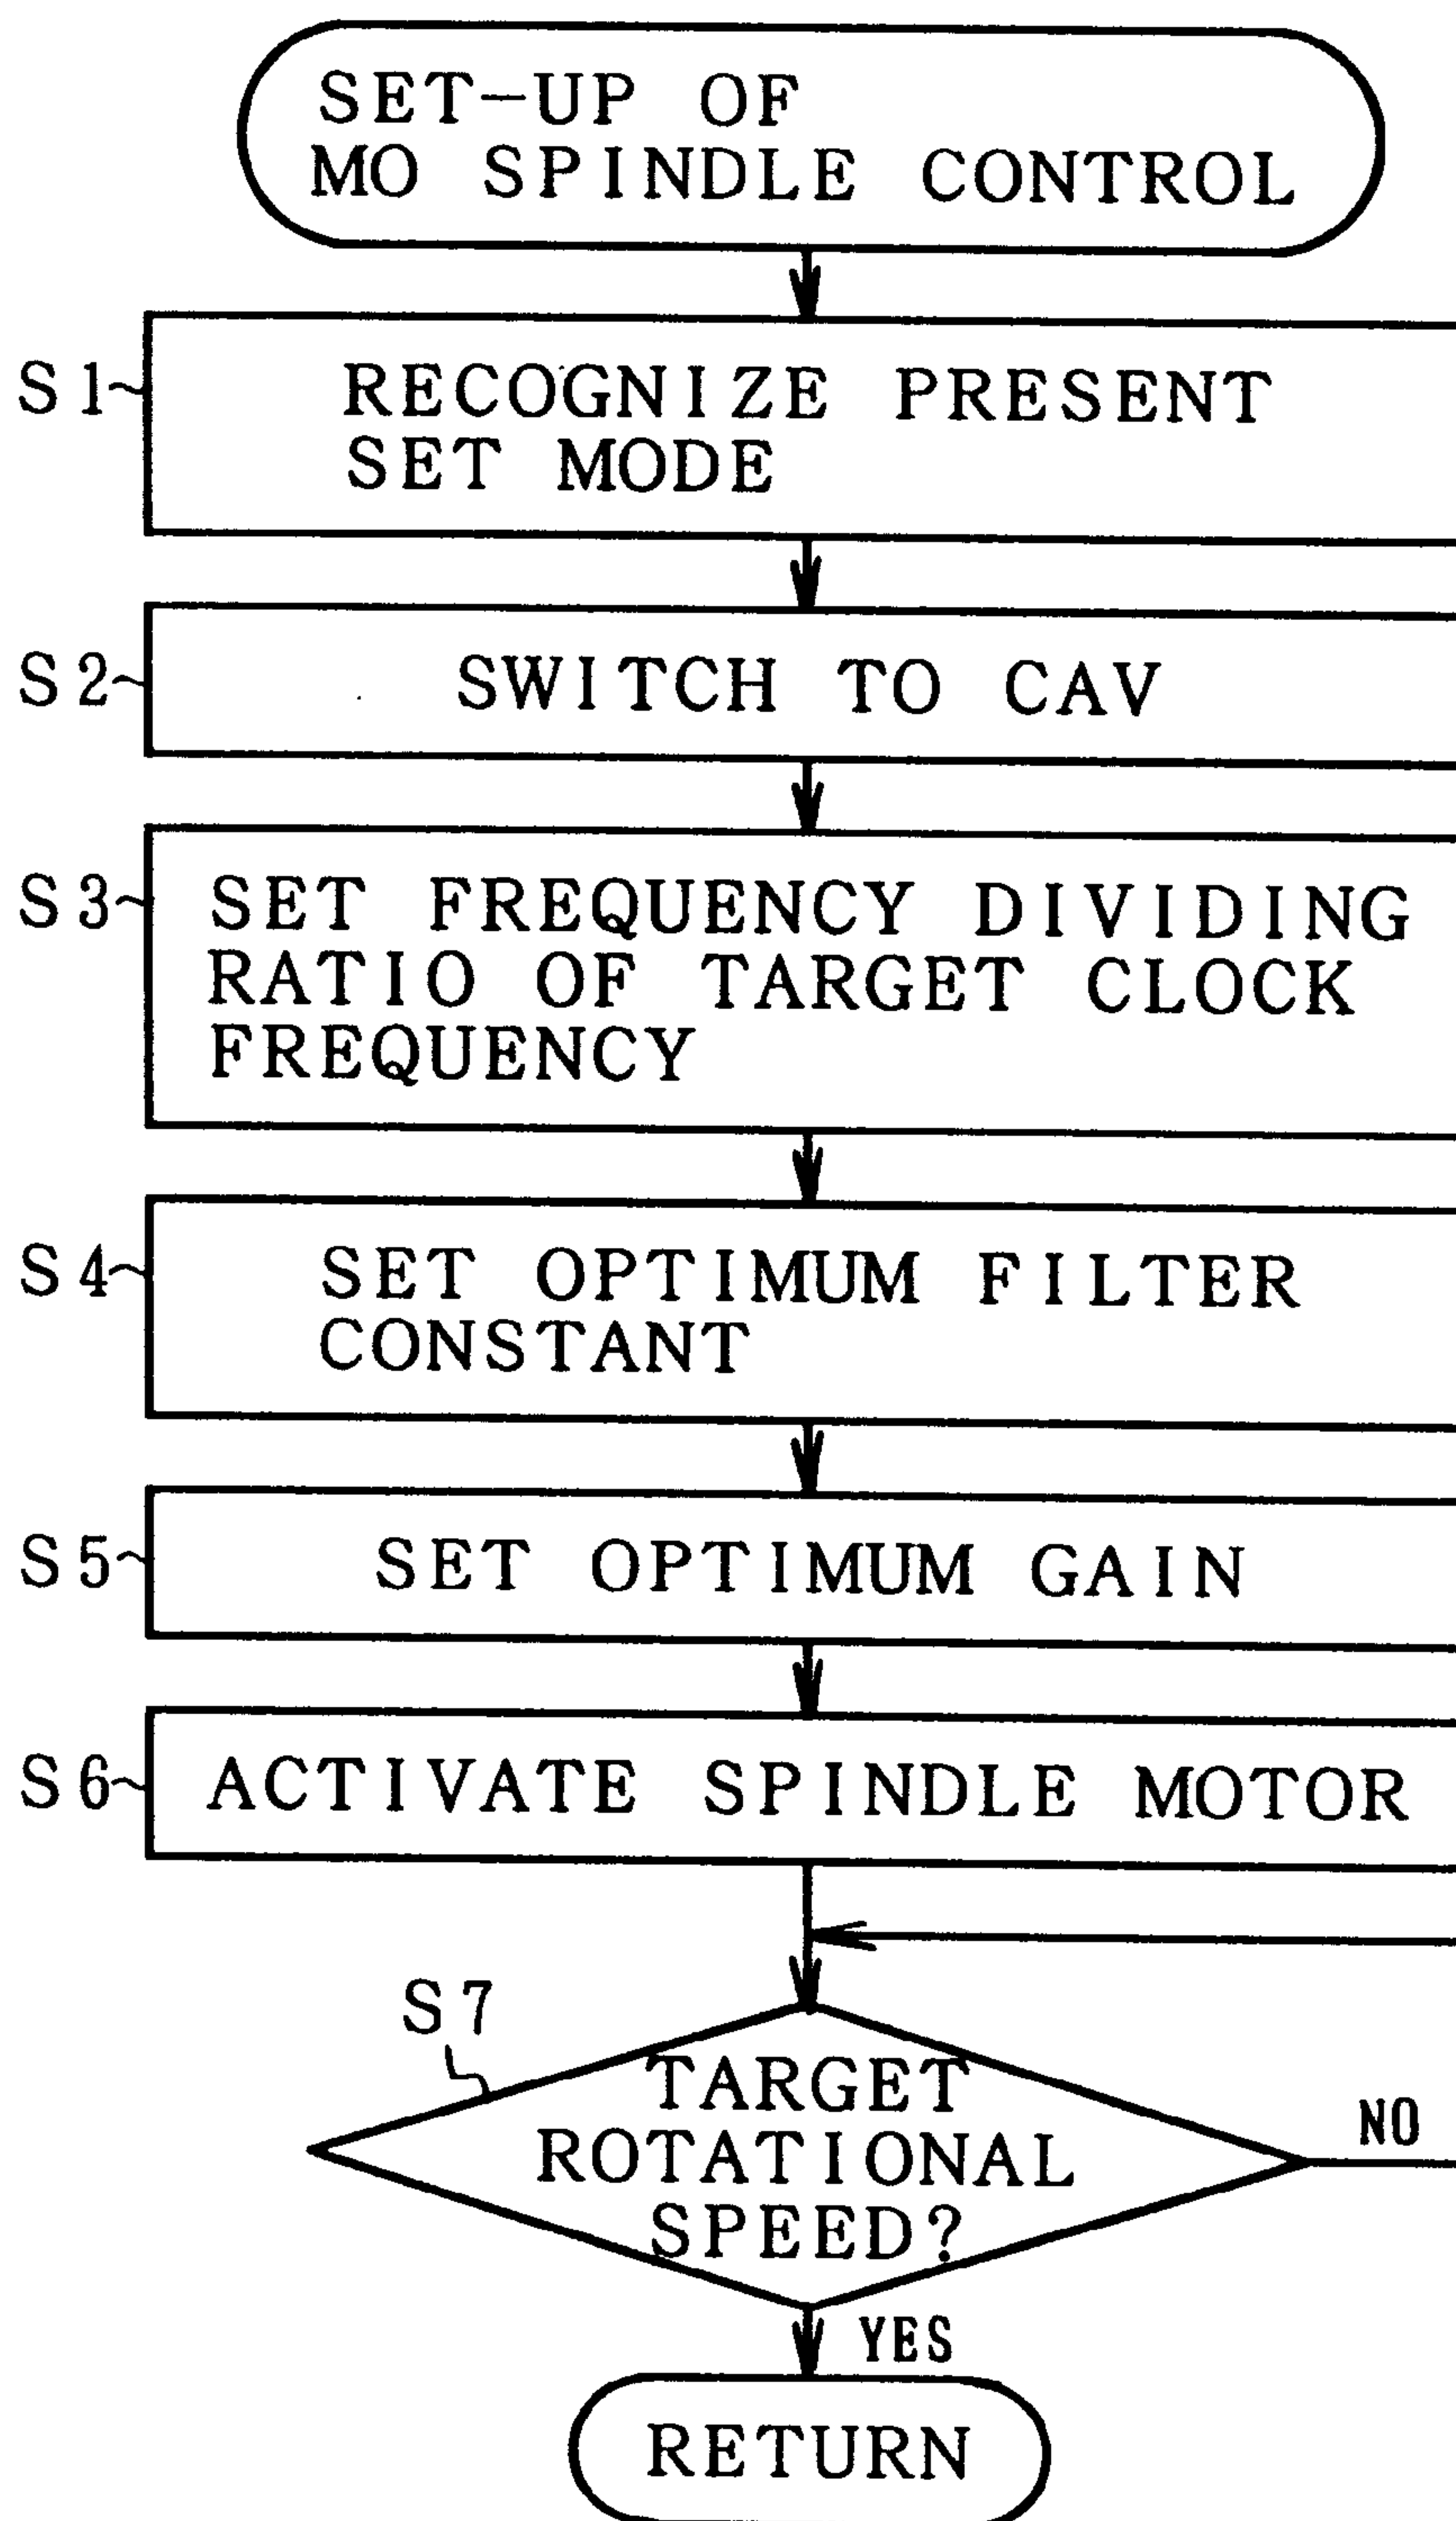 SET-UP OF
MO SPINDLE CONTROL
S1
RECOGNIZE PRESENT
SET MODE
S2
SWITCH TO CAV
S3
SET FREQUENCY DIVIDING
RATIO OF TARGET CLOCK
FREQUENCY
S4
SET OPTIMUM FILTER
CONSTANT
S5
SET OPTIMUM GAIN
S6
ACTIVATE SPINDLE MOTOR
S7
TARGET
ROTATIONAL
SPEED?
NO
YES
RETURN